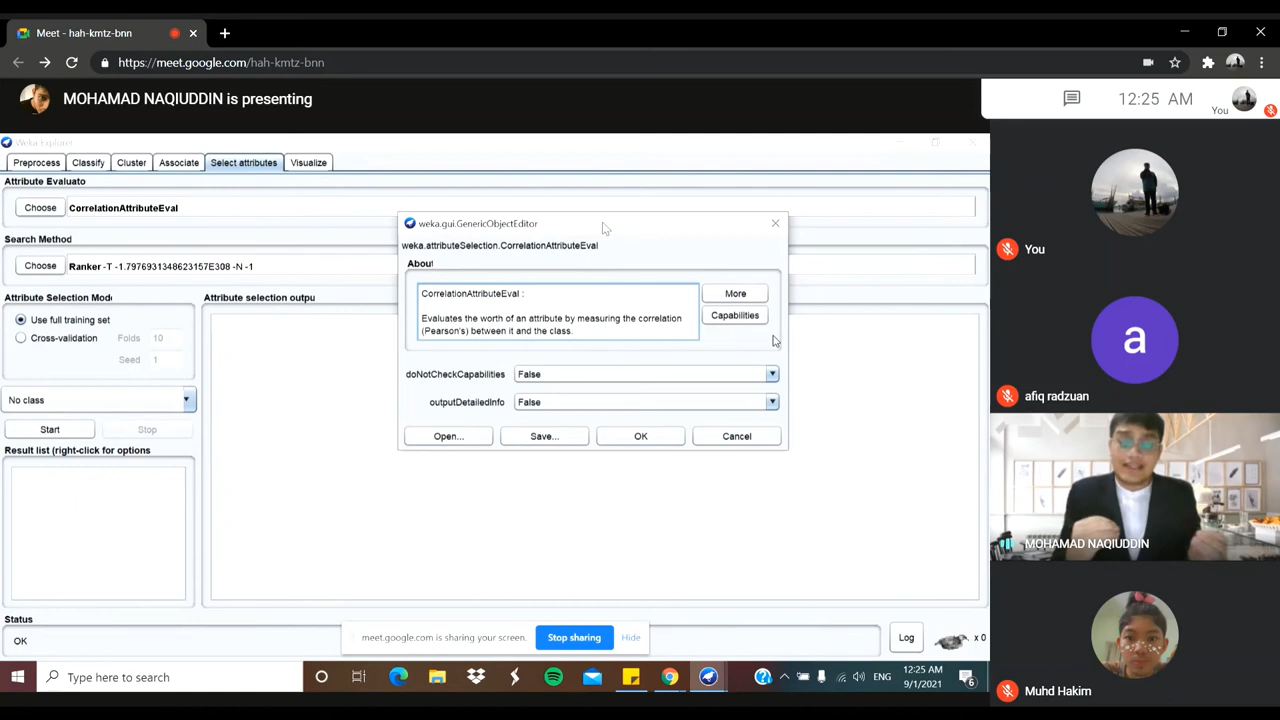 Meet - hah-kmtz-bnn
https://meet.google.com/hah-kmtz-bnn
MOHAMAD NAQIUDDIN is presenting
12:25 AM
You
Weka Explorer
Preprocess Classify Cluster Associate Select attributes Visualize
Attribute Evaluato
Choose CorrelationAttributeEval
Search Method
Choose Ranker -T -1.7976931348623157E308 -N -1
Attribute Selection Mode
Use full training set
Cross-validation Folds 10
Seed 1
No class
Start Stop
Result list (right-click for options
Attribute selection outpu
weka.gui.GenericObjectEditor
weka.attributeSelection.CorrelationAttributeEval
About
CorrelationAttributeEval :
Evaluates the worth of an attribute by measuring the correlation
(Pearson's) between it and the class.
More
Capabilities
doNotCheckCapabilities False
outputDetailedInfo False
Open... Save... OK Cancel
Status
OK
Log x 0
meet.google.com is sharing your screen. Stop sharing Hide
You
a
afiq radzuan
MOHAMAD NAQIUDDIN
Muhd Hakim
Type here to search
ENG
12:25 AM
9/1/2021
6